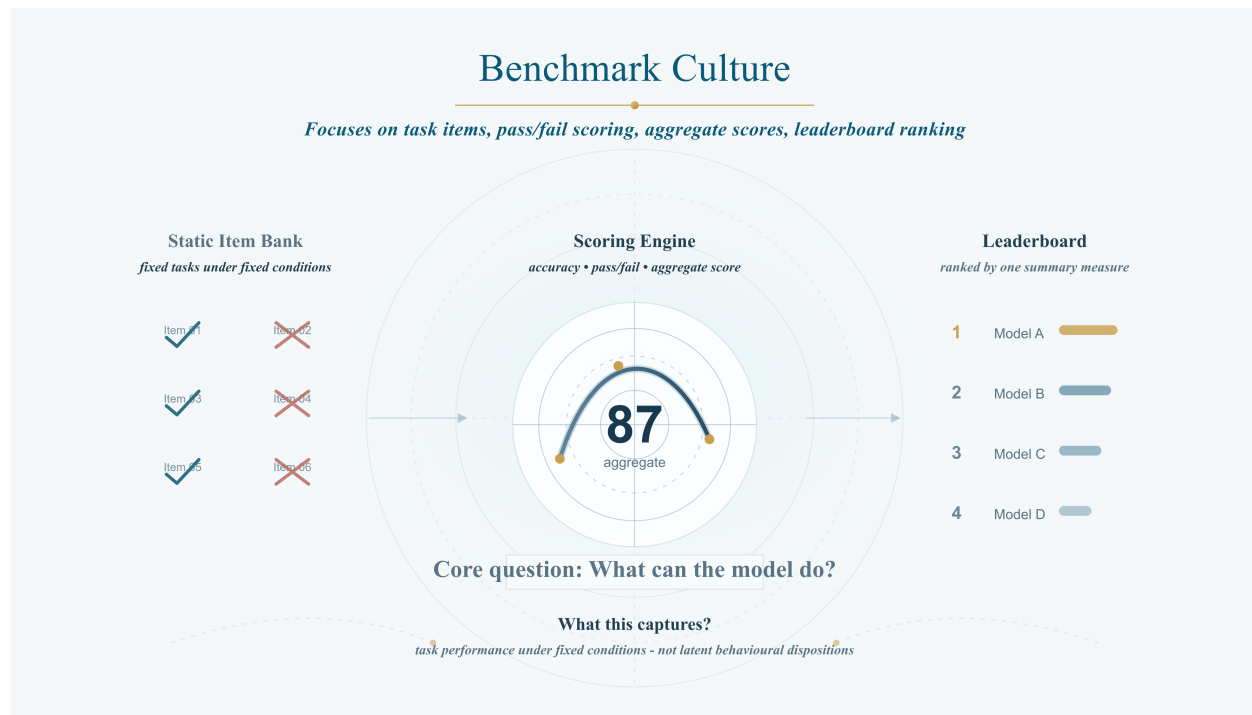 Benchmark Culture
Focuses on task items, pass/fail scoring, aggregate scores, leaderboard ranking
Static Item Bank
fixed tasks under fixed conditions
Item 01
Item 02
Item 03
Item 04
Item 05
Item 06
Scoring Engine
accuracy • pass/fail • aggregate score
87
aggregate
Leaderboard
ranked by one summary measure
1 Model A
2 Model B
3 Model C
4 Model D
Core question: What can the model do?
What this captures?
task performance under fixed conditions - not latent behavioural dispositions